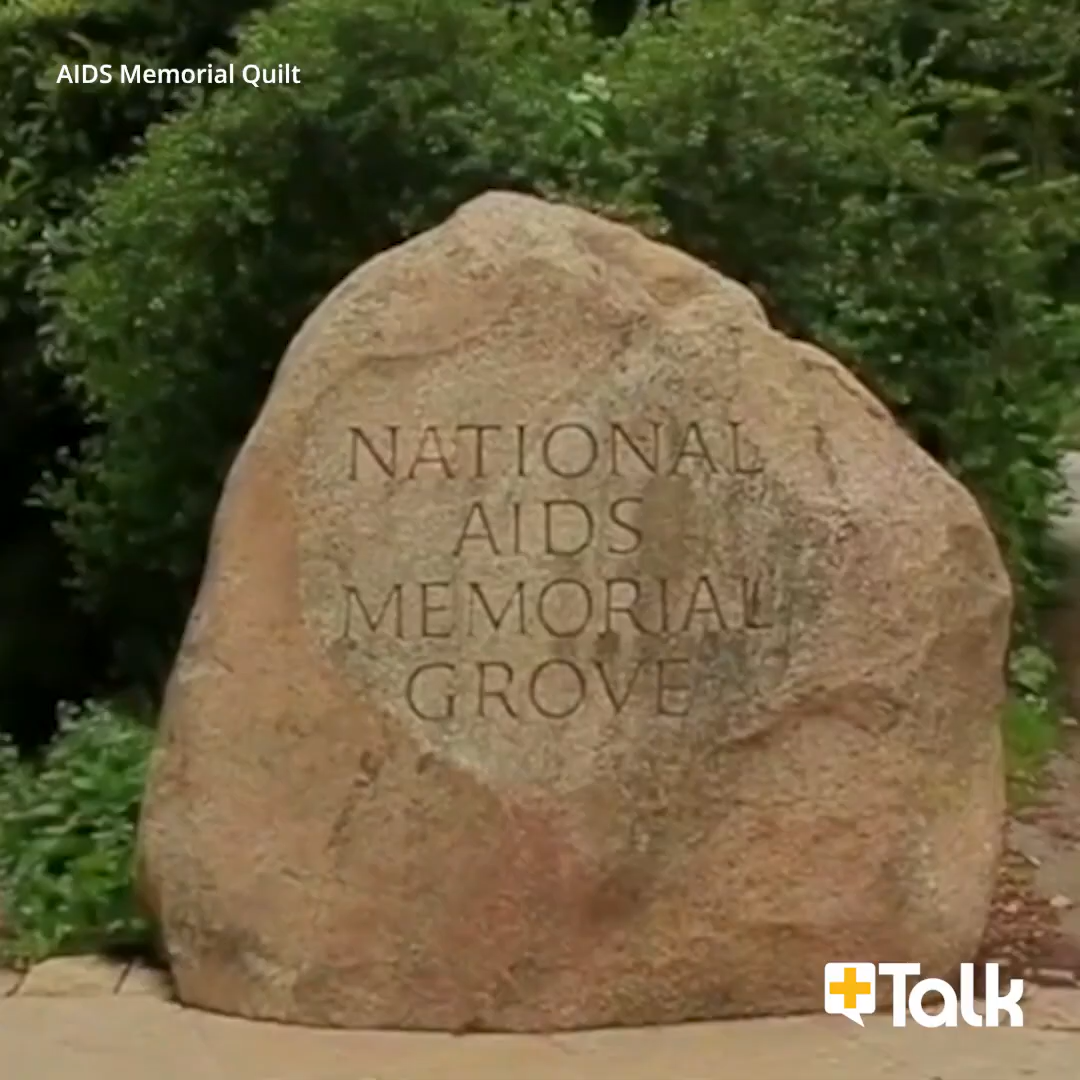 AIDS Memorial Quilt
NATIONAL
AIDS
MEMORIAL
GROVE
Talk